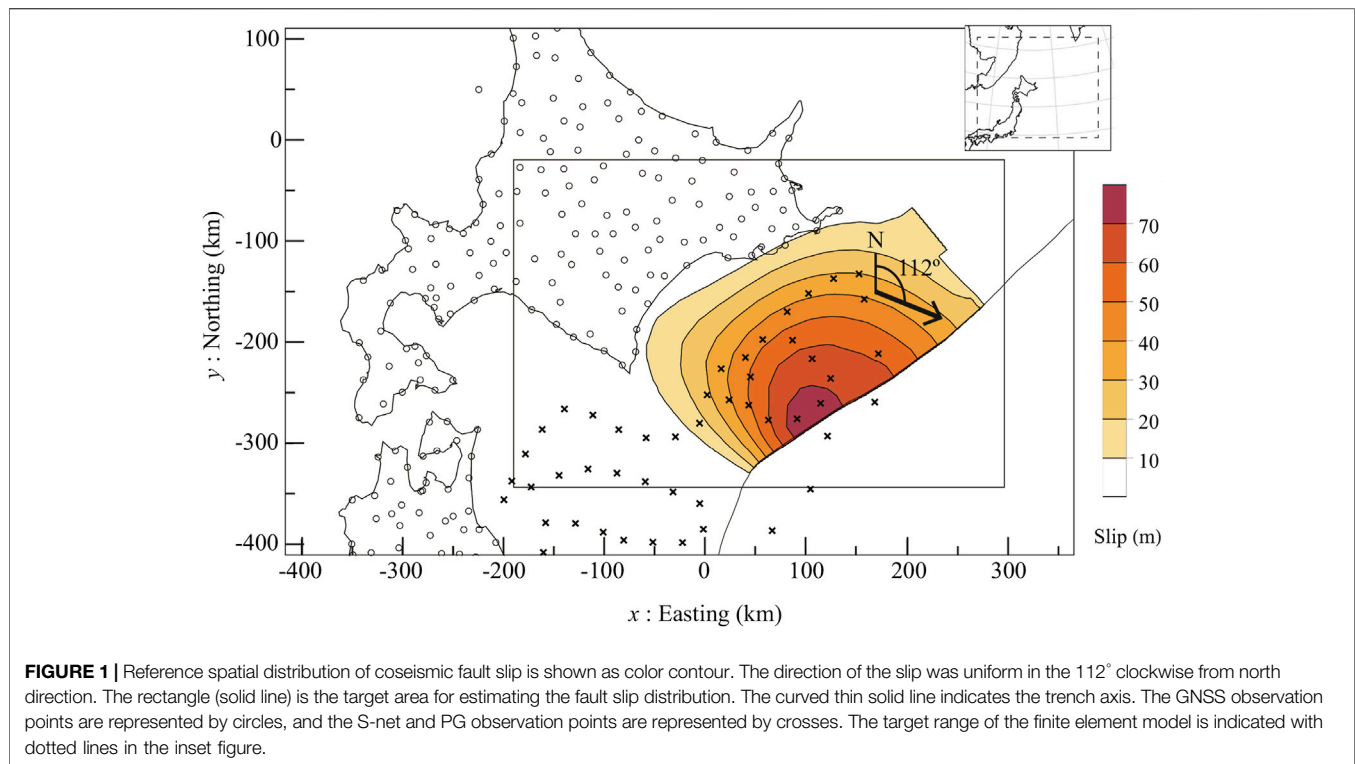 100
0
-100
-200
-300
-400
y : Northing (km)
-400
-300
-200
-100
0
100
200
300
x : Easting (km)
N
112°
70
60
50
40
30
20
10
Slip (m)
FIGURE 1 | Reference spatial distribution of coseismic fault slip is shown as color contour. The direction of the slip was uniform in the 112° clockwise from north
direction. The rectangle (solid line) is the target area for estimating the fault slip distribution. The curved thin solid line indicates the trench axis. The GNSS observation
points are represented by circles, and the S-net and PG observation points are represented by crosses. The target range of the finite element model is indicated with
dotted lines in the inset figure.